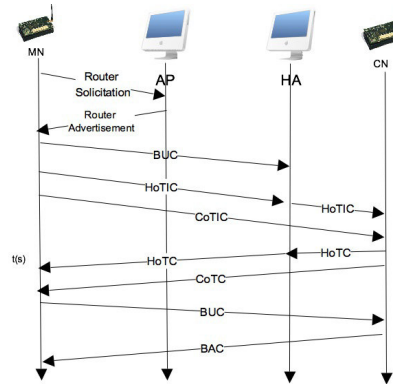 MN
AP
HA
CN
Router
Solicitation
Router
Advertisement
BUC
HoTIC
HoTIC
CoTIC
HoTC
t(s)
HoTC
CoTC
BUC
BAC